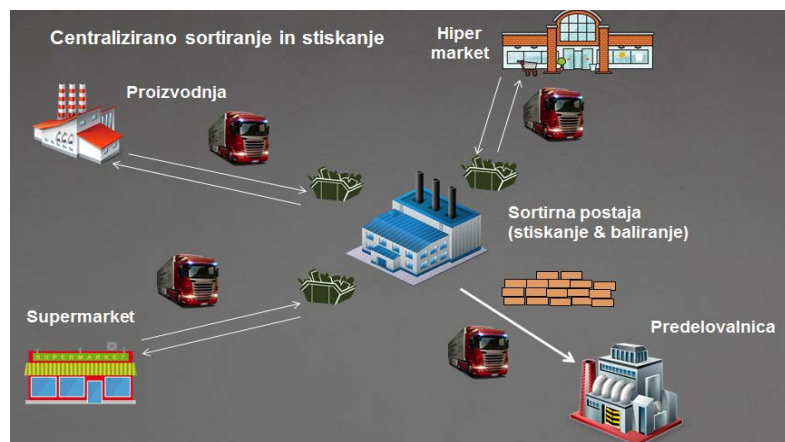 Centralizirano sortiranje in stiskanje
Hiper
market
Proizvodnja
Sortirna postaja
(stiskanje & baliranje)
Supermarket
Predelovalnica
SUPERMARKET